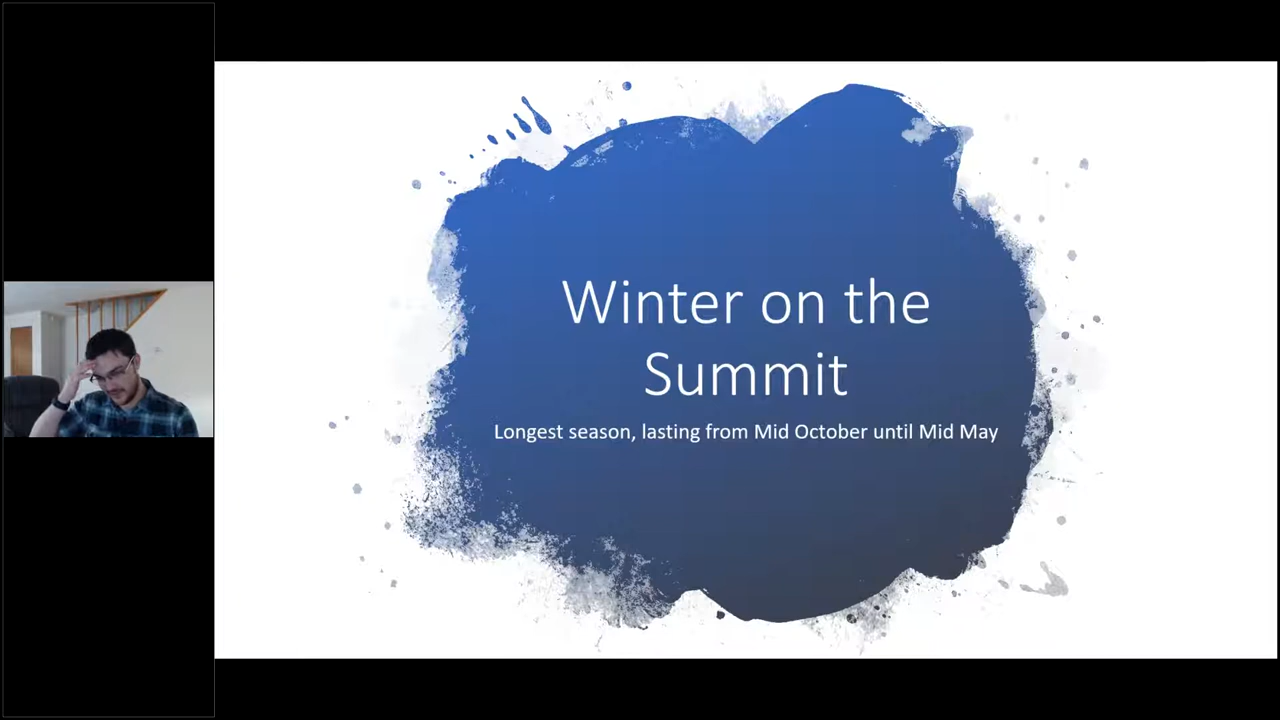 Winter on the
Summit
Longest season, lasting from Mid October until Mid May